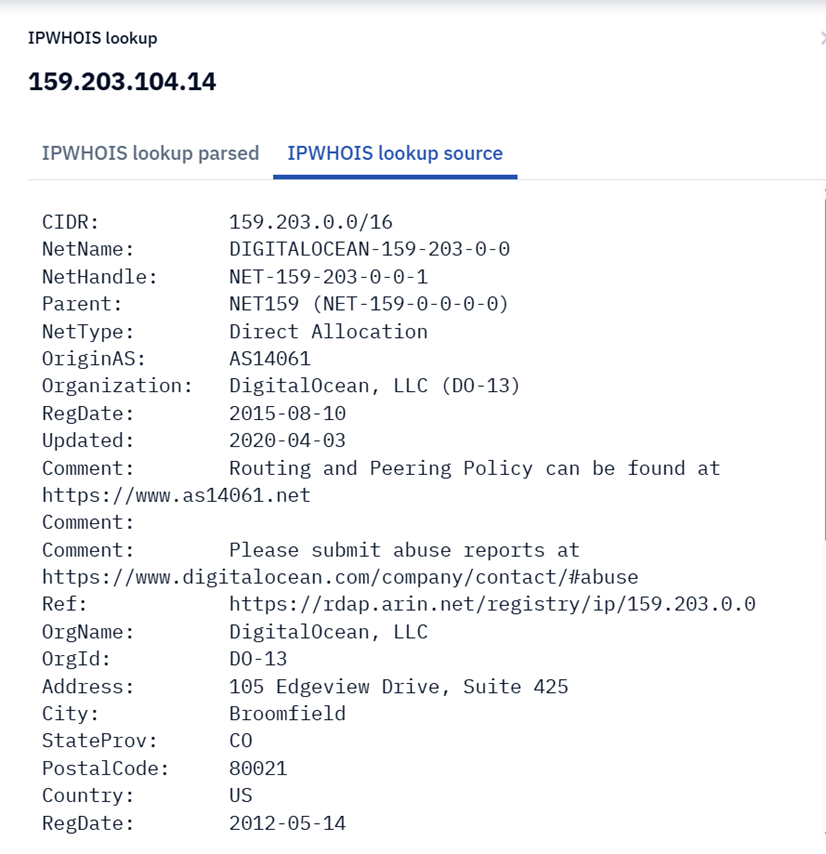 IPWHOIS lookup
159.203.104.14
IPWHOIS lookup parsed IPWHOIS lookup source
CIDR: 159.203.0.0/16
NetName: DIGITALOCEAN-159-203-0-0
NetHandle: NET-159-203-0-0-1
Parent: NET159 (NET-159-0-0-0-0)
NetType: Direct Allocation
OriginAS: AS14061
Organization: DigitalOcean, LLC (DO-13)
RegDate: 2015-08-10
Updated: 2020-04-03
Comment: Routing and Peering Policy can be found at
https://www.as14061.net
Comment:
Comment: Please submit abuse reports at
https://www.digitalocean.com/company/contact/#abuse
Ref: https://rdap.arin.net/registry/ip/159.203.0.0
OrgName: DigitalOcean, LLC
OrgId: DO-13
Address: 105 Edgeview Drive, Suite 425
City: Broomfield
StateProv: CO
PostalCode: 80021
Country: US
RegDate: 2012-05-14